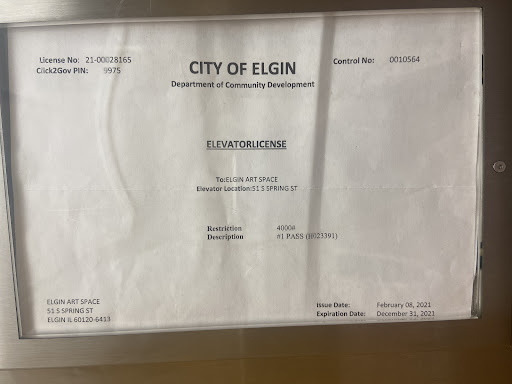 License No: 21-00028165
Click2Gov PIN: 9975
CITY OF ELGIN
Department of Community Development
Control No: 0010564
ELEVATORLICENSE
To:ELGIN ART SPACE
Elevator Location:51 S SPRING ST
Restriction 4000#
Description #1 PASS (H023391)
ELGIN ART SPACE
51 S SPRING ST
ELGIN IL 60120-6413
Issue Date: February 08, 2021
Expiration Date: December 31, 2021